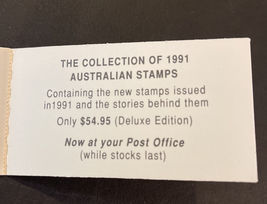 THE COLLECTION OF 1991
AUSTRALIAN STAMPS
Containing the new stamps issued
in1991 and the stories behind them
Only $54.95 (Deluxe Edition)
Now at your Post Office
(while stocks last)